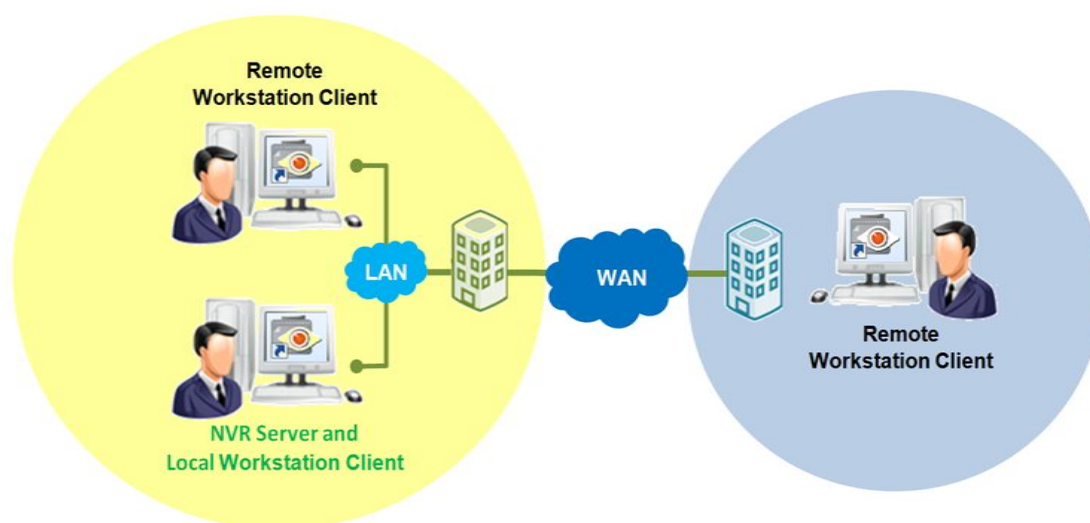 Remote
Workstation Client
LAN
NVR Server and
Local Workstation Client
WAN
Remote
Workstation Client